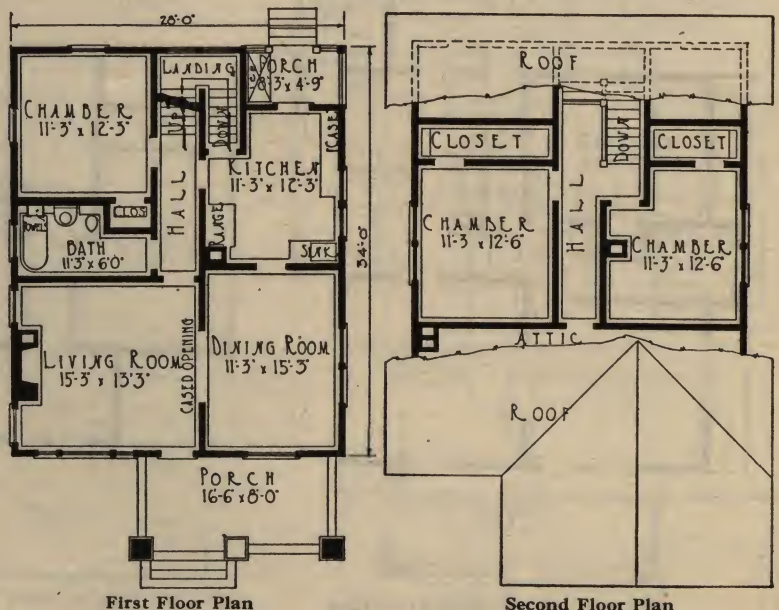 28'-0"
LANDING
PORCH
8'-3" x 4'-9"
CHAMBER
11'-3" x 12'-3"
UP
DOWN
CASE
KITCHEN
11'-3" x 12'-3"
HALL
CLOS
TOWELS
BATH
11'3" x 6'0"
RANGE
SINK
34'-0"
LIVING ROOM
15'-3" x 13'3"
CASED OPENING
DINING ROOM
11'-3" x 15'-3"
PORCH
16-6" x 8'-0"
First Floor Plan
ROOF
CLOSET
DOWN
CLOSET
CHAMBER
11'-3 x 12'-6"
HALL
CHAMBER
11'-3" x 12'-6"
ATTIC
ROOF
Second Floor Plan